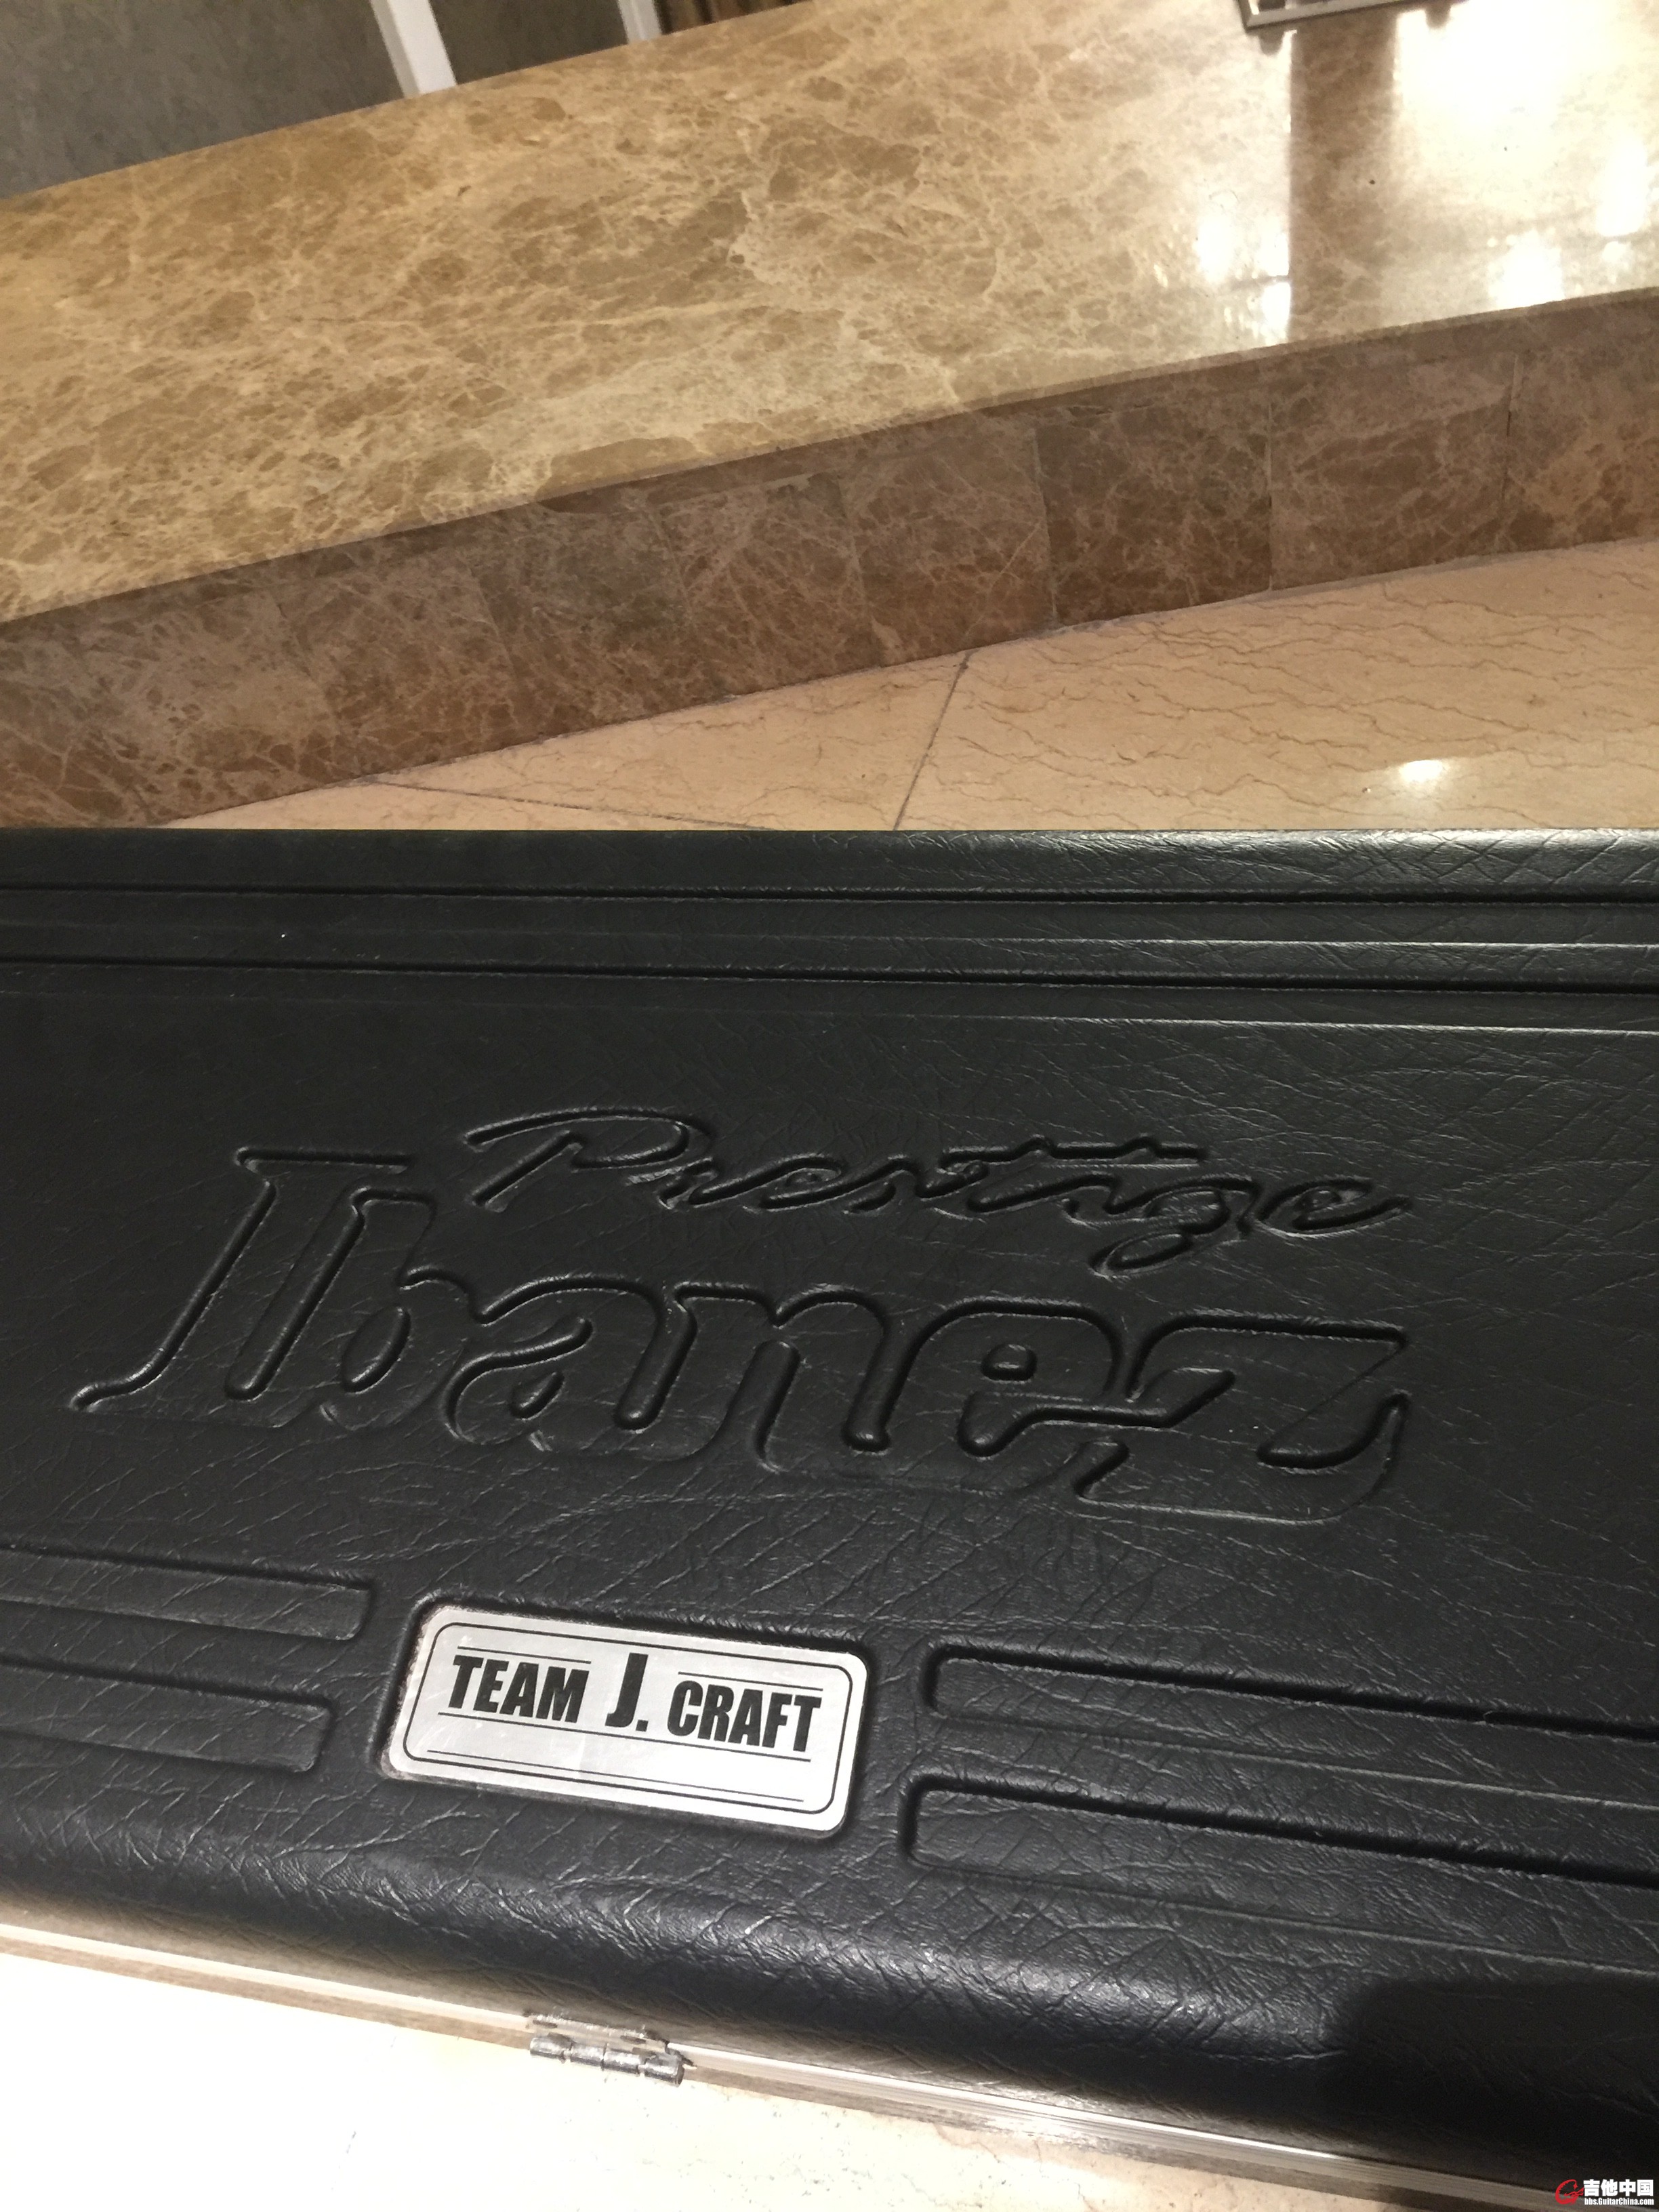 Prestige
Ibanez
TEAM J. CRAFT
吉他中国
bbs.GuitarChina.com